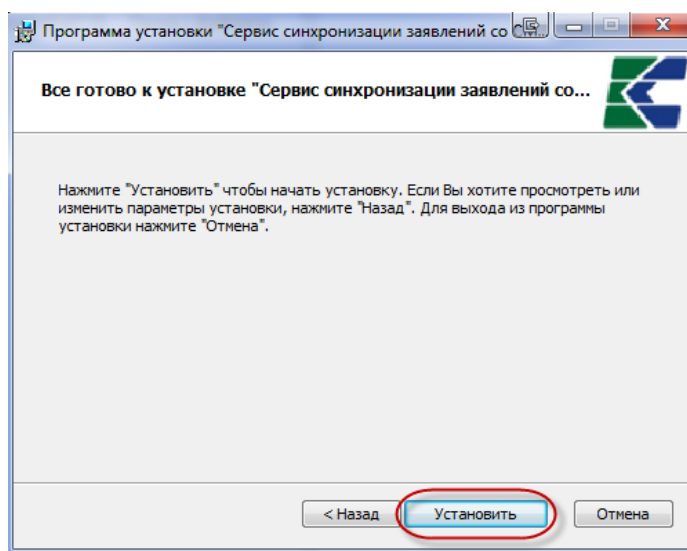 Программа установки "Сервис синхронизации заявлений со
Все готово к установке "Сервис синхронизации заявлений со...
Нажмите "Установить" чтобы начать установку. Если Вы хотите просмотреть или
изменить параметры установки, нажмите "Назад". Для выхода из программы
установки нажмите "Отмена".
< Назад
Установить
Отмена